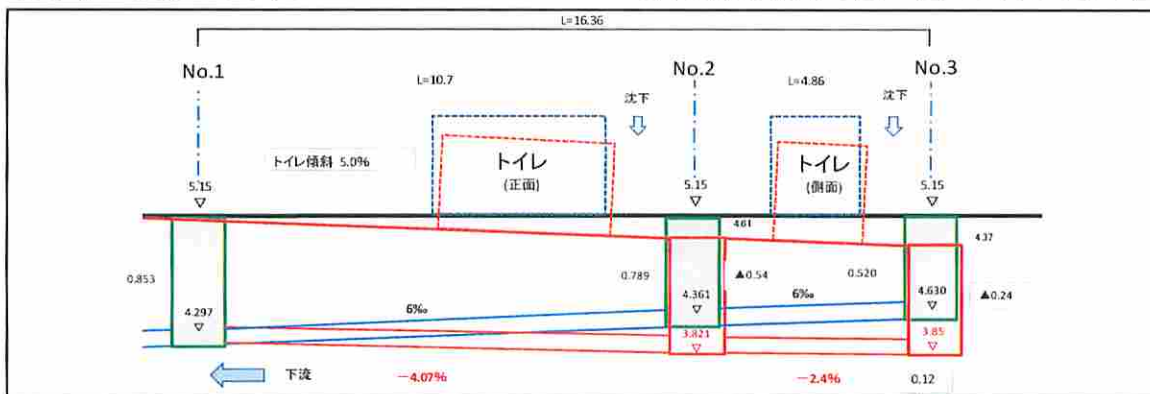 L=16.36
No.1
L=10.7
No.2
L=4.86
No.3
沈下
沈下
トイレ傾斜 5.0%
トイレ
(正面)
トイレ
(側面)
5.15
5.15
5.15
4.61
4.37
0.853
0.789
▲0.54
0.520
▲0.24
4.297
6‰
4.361
6‰
4.630
3.821
3.85
下流
−4.07%
−2.4%
0.12